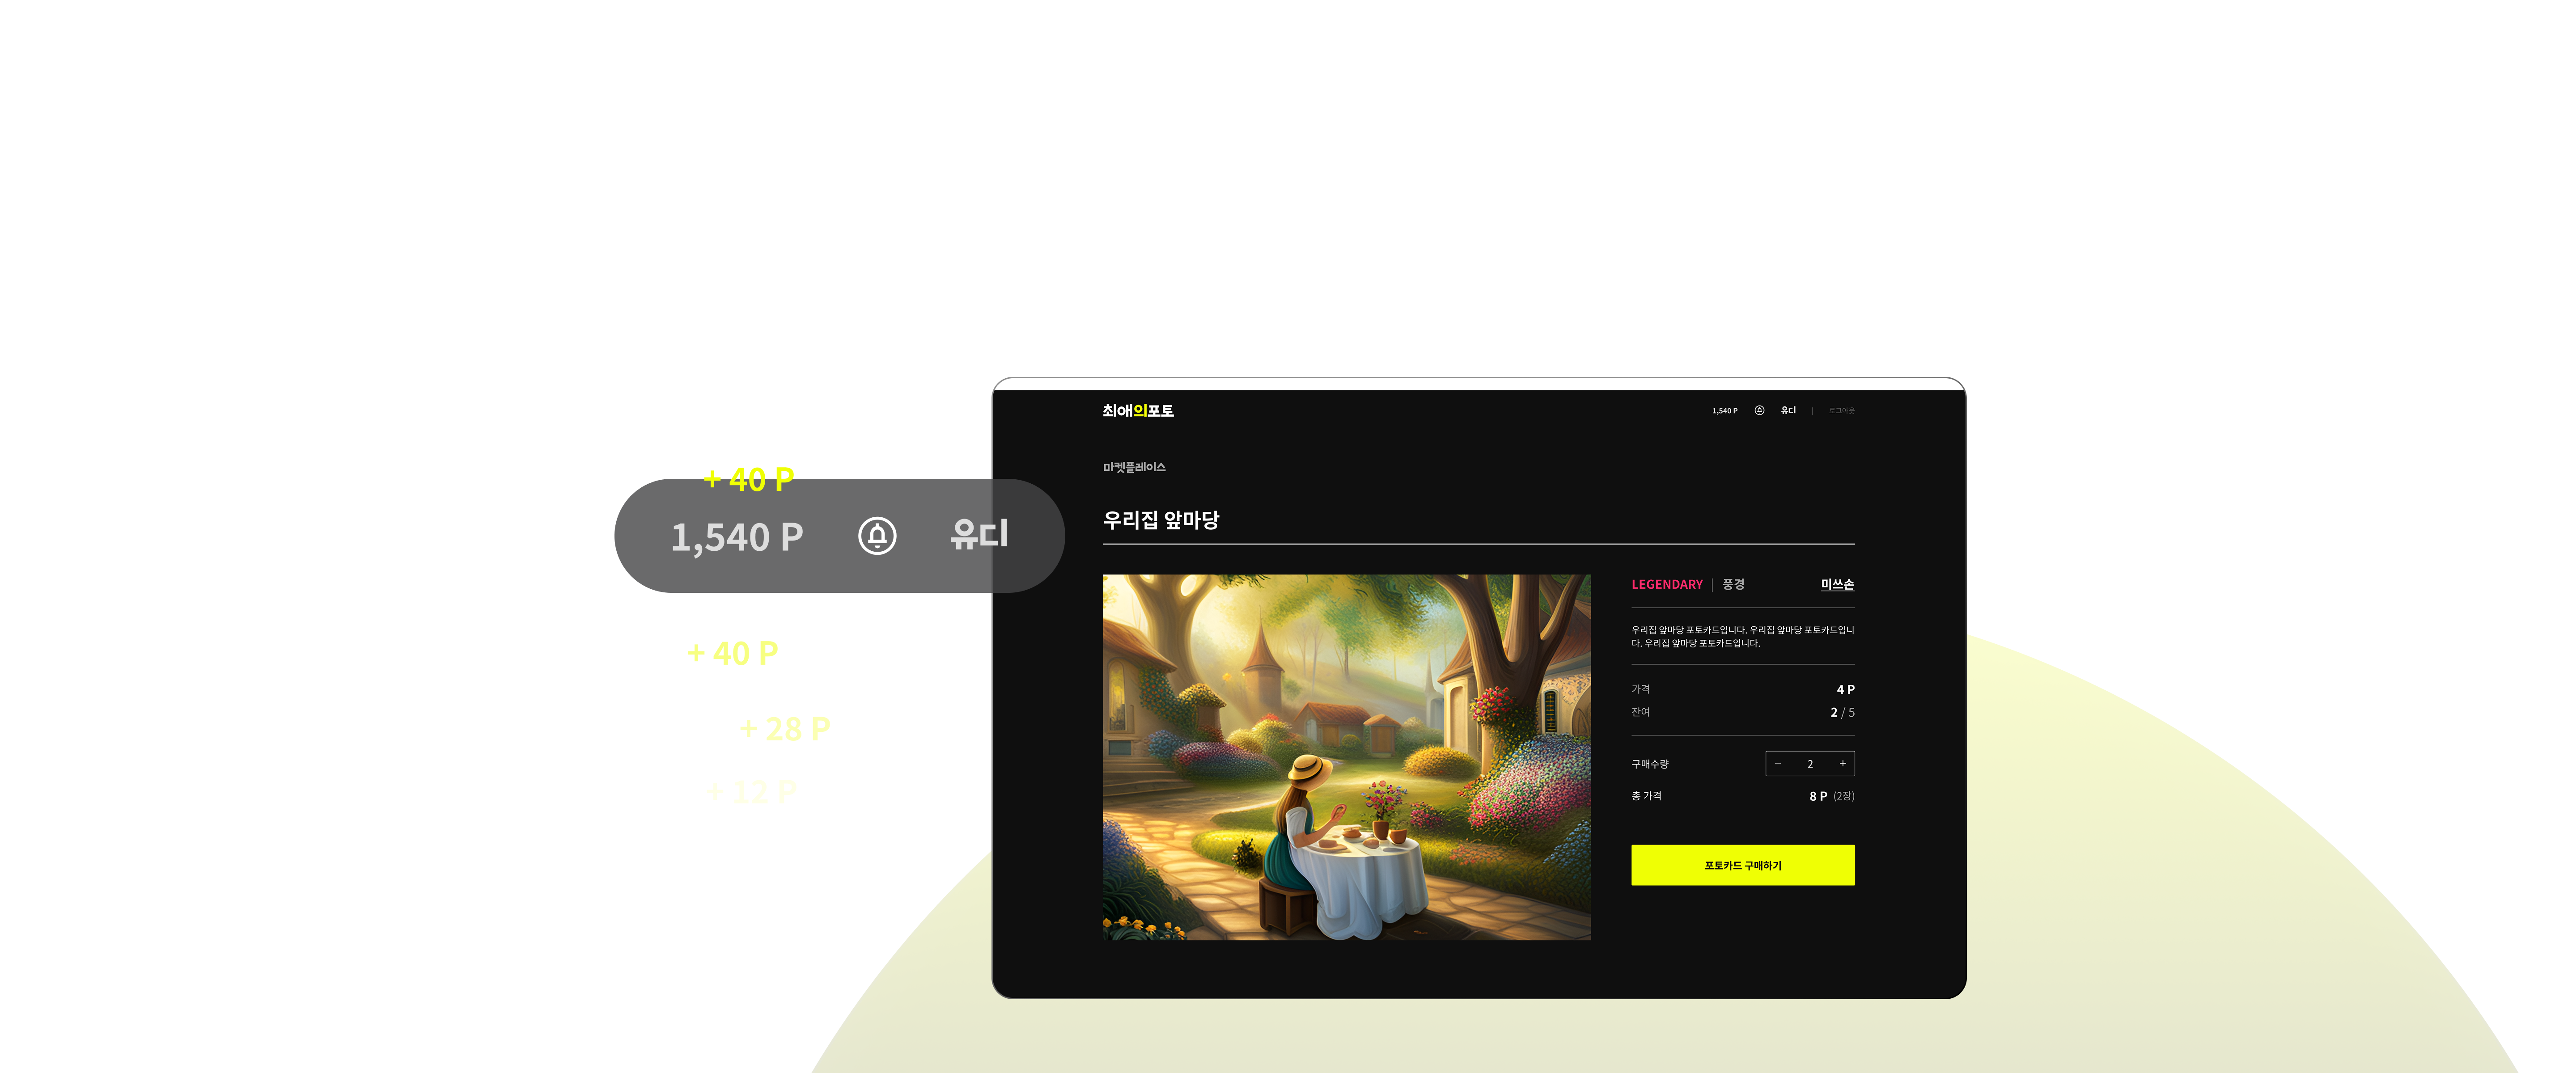 최애의포토
1,540 P 유디 | 로그아웃
마켓플레이스
우리집 앞마당
+ 40 P
1,540 P 유디
+ 40 P
+ 28 P
+ 12 P
LEGENDARY | 풍경 미쓰손
우리집 앞마당 포토카드입니다. 우리집 앞마당 포토카드입니
다. 우리집 앞마당 포토카드입니다.
가격 4 P
잔여 2 / 5
구매수량 − 2 +
총 가격 8 P (2장)
포토카드 구매하기